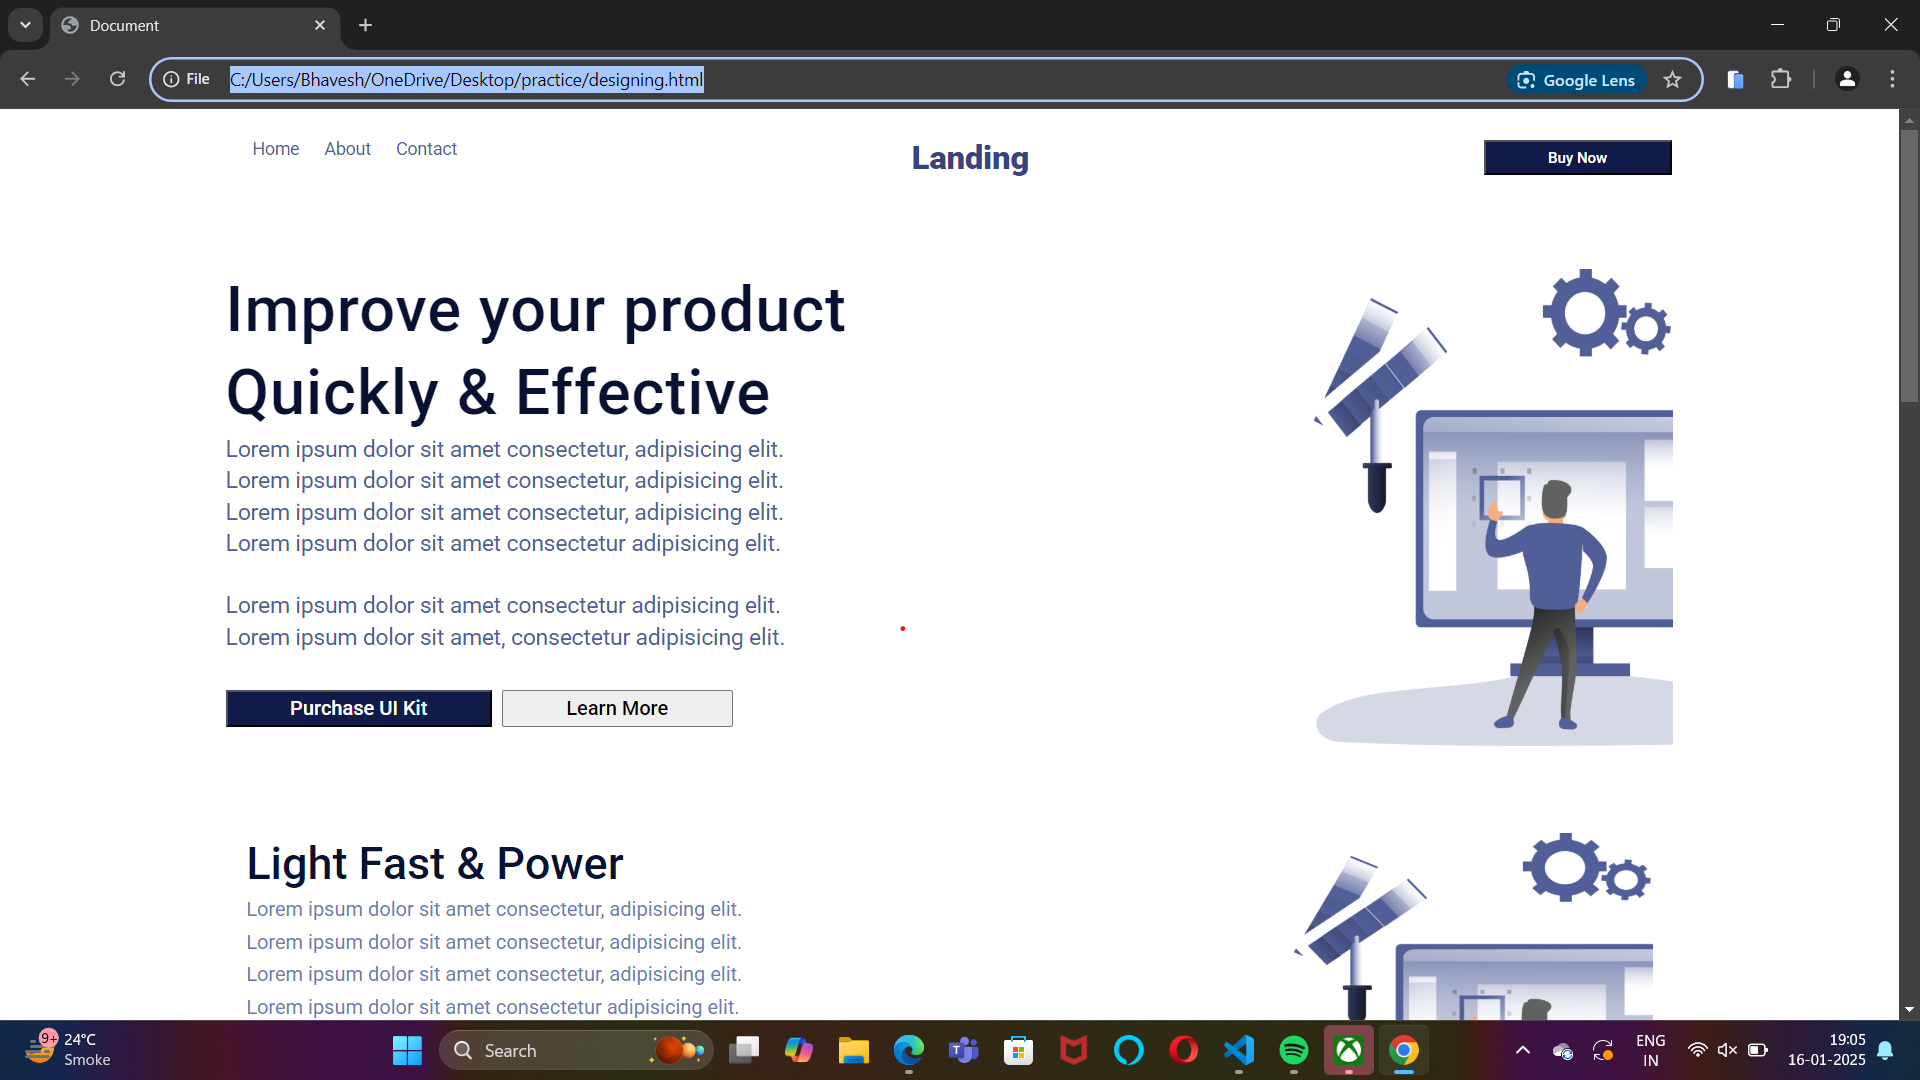 Document
File
C:/Users/Bhavesh/OneDrive/Desktop/practice/designing.html
Google Lens
Home About Contact
Landing
Buy Now
Improve your product
Quickly & Effective
Lorem ipsum dolor sit amet consectetur, adipisicing elit.
Lorem ipsum dolor sit amet consectetur, adipisicing elit.
Lorem ipsum dolor sit amet consectetur, adipisicing elit.
Lorem ipsum dolor sit amet consectetur adipisicing elit.
Lorem ipsum dolor sit amet consectetur adipisicing elit.
Lorem ipsum dolor sit amet, consectetur adipisicing elit.
Purchase UI Kit
Learn More
Light Fast & Power
Lorem ipsum dolor sit amet consectetur, adipisicing elit.
Lorem ipsum dolor sit amet consectetur, adipisicing elit.
Lorem ipsum dolor sit amet consectetur, adipisicing elit.
Lorem ipsum dolor sit amet consectetur adipisicing elit.
9+
24°C
Smoke
Search
T
ENG
IN
19:05
16-01-2025